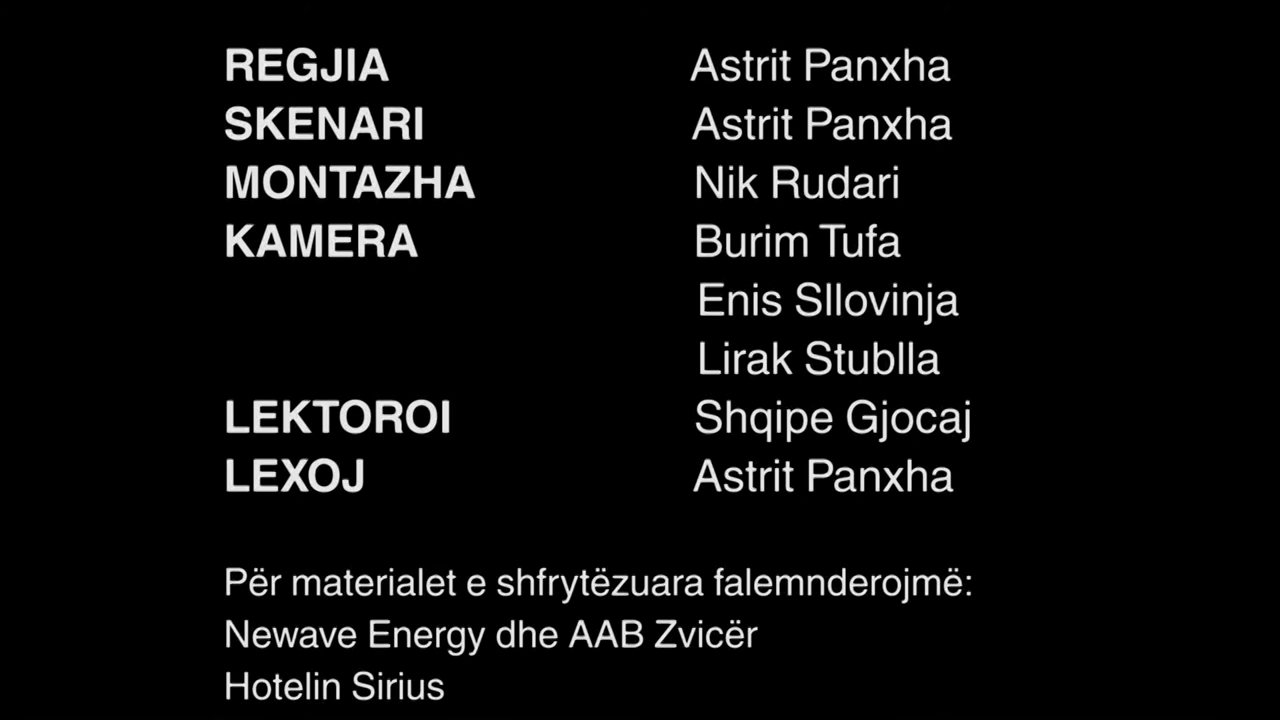 REGJIA Astrit Panxha
SKENARI Astrit Panxha
MONTAZHA Nik Rudari
KAMERA Burim Tufa
Enis Sllovinja
Lirak Stublla
LEKTOROI Shqipe Gjocaj
LEXOJ Astrit Panxha
Për materialet e shfrytëzuara falemnderojmë:
Newave Energy dhe AAB Zvicër
Hotelin Sirius